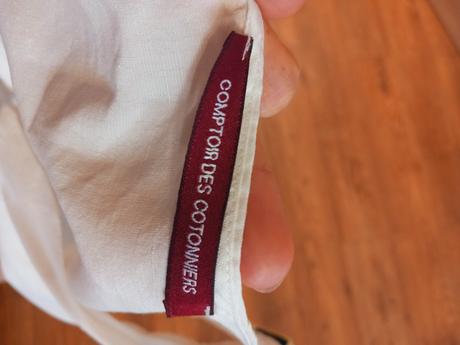 COMPTOIR DES COTONNIERS